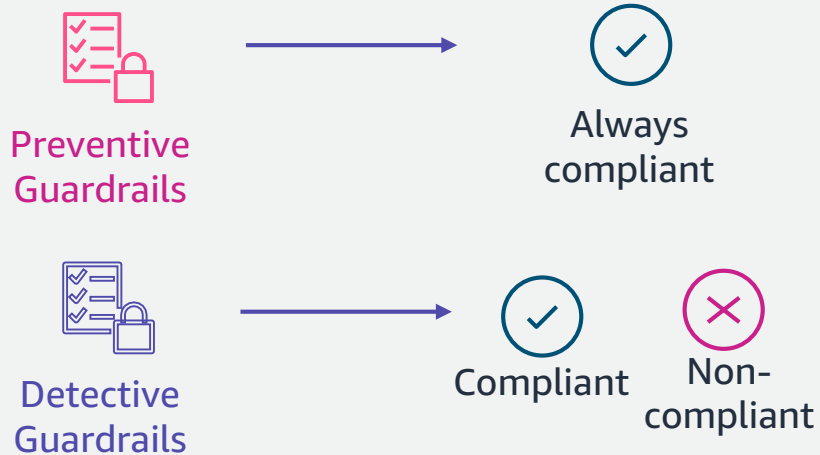 Preventive
Guardrails
Always
compliant
Detective
Guardrails
Compliant
Non-
compliant